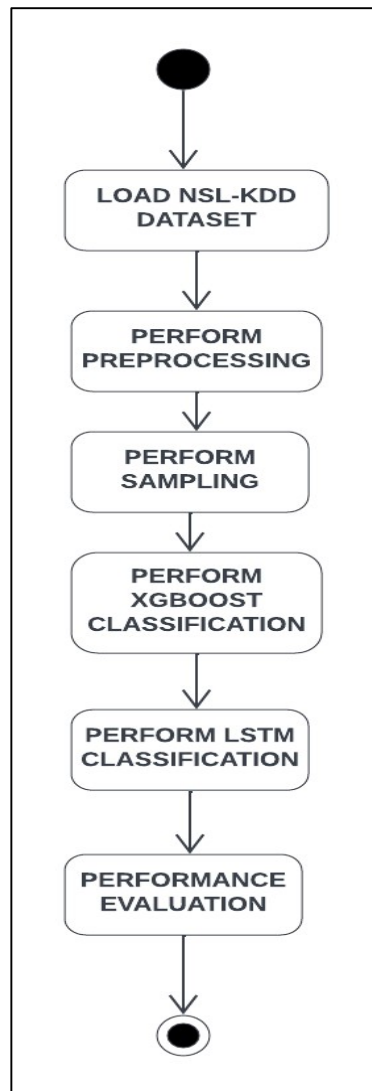 LOAD NSL-KDD
DATASET
PERFORM
PREPROCESSING
PERFORM
SAMPLING
PERFORM
XGBOOST
CLASSIFICATION
PERFORM LSTM
CLASSIFICATION
PERFORMANCE
EVALUATION